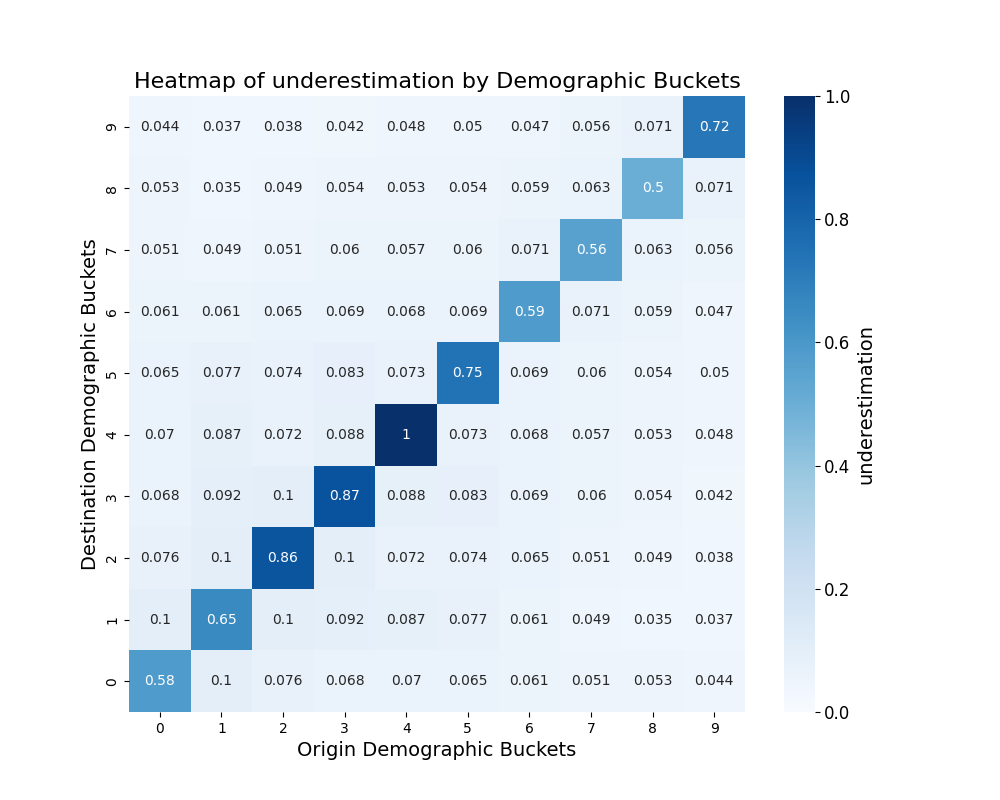 Heatmap of underestimation by Demographic Buckets
9 0.044 0.037 0.038 0.042 0.048 0.05 0.047 0.056 0.071 0.72
8 0.053 0.035 0.049 0.054 0.053 0.054 0.059 0.063 0.5 0.071
7 0.051 0.049 0.051 0.06 0.057 0.06 0.071 0.56 0.063 0.056
6 0.061 0.061 0.065 0.069 0.068 0.069 0.59 0.071 0.059 0.047
5 0.065 0.077 0.074 0.083 0.073 0.75 0.069 0.06 0.054 0.05
4 0.07 0.087 0.072 0.088 1 0.073 0.068 0.057 0.053 0.048
3 0.068 0.092 0.1 0.87 0.088 0.083 0.069 0.06 0.054 0.042
2 0.076 0.1 0.86 0.1 0.072 0.074 0.065 0.051 0.049 0.038
1 0.1 0.65 0.1 0.092 0.087 0.077 0.061 0.049 0.035 0.037
0 0.58 0.1 0.076 0.068 0.07 0.065 0.061 0.051 0.053 0.044
0 1 2 3 4 5 6 7 8 9
Origin Demographic Buckets
Destination Demographic Buckets
1.0
0.8
0.6
0.4
0.2
0.0
underestimation